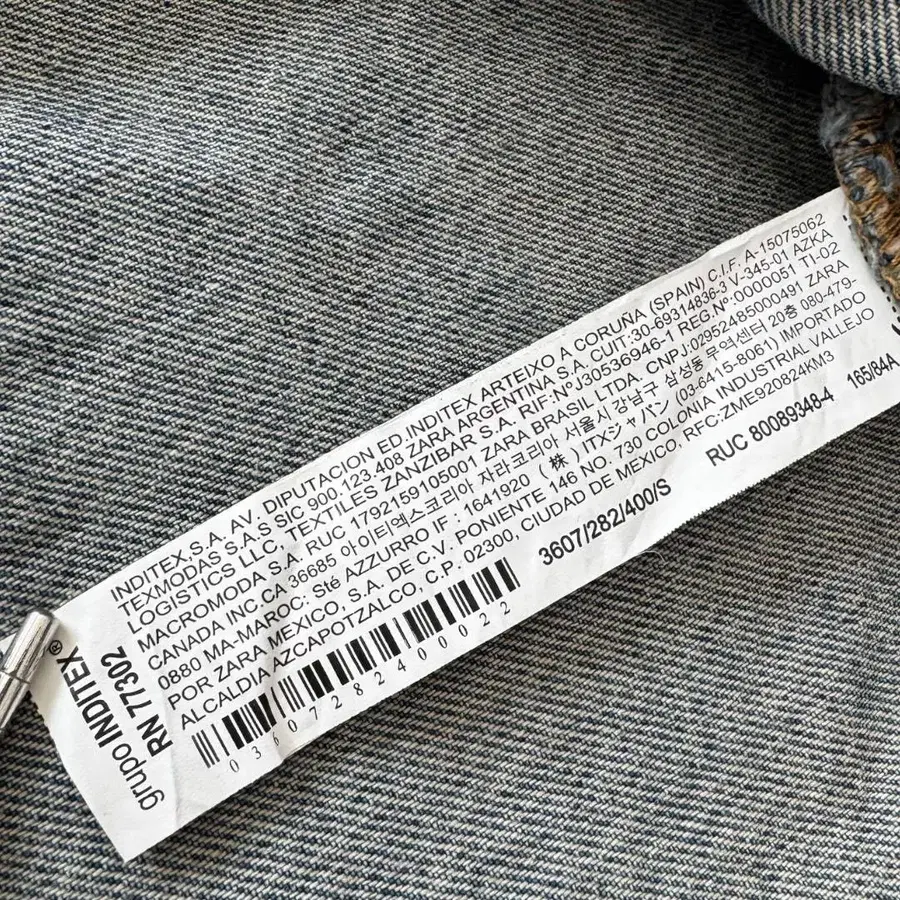 INDITEX,S.A. AV. DIPUTACION ED.INDITEX ARTEIXO A CORUÑA (SPAIN) C.I.F. A-15075062
TEXMODAS S.A.S SIC 900.123.408 ZARA ARGENTINA S.A. CUIT:30-69314836-3 V-345-01 AZKA
LOGISTICS LLC, TEXTILES ZANZIBAR S.A. RIF:NºJ30536946-1 REG.Nº:0000051 TI-02
MACROMODA S.A. RUC 1792159105001 ZARA BRASIL LTDA. CNPJ:02952485000491 ZARA
CANADA INC. CA 36685 아이티엑스코리아 자라코리아 서울시 강남구 삼성동 무역센터 20층 080-479-
0880 MA-MAROC: Sté AZZURRO IF : 1641920 (株) ITXジャパン (03-6415-8061) IMPORTADO
POR ZARA MEXICO, S.A. DE C.V. PONIENTE 146 NO. 730 COLONIA INDUSTRIAL VALLEJO
ALCALDIA AZCAPOTZALCO, C.P. 02300, CIUDAD DE MEXICO, RFC:ZME920824KM3
03607282400022
3607/282/400/S
RUC 80089348-4
165/84A
grupo INDITEX®
RN 77302